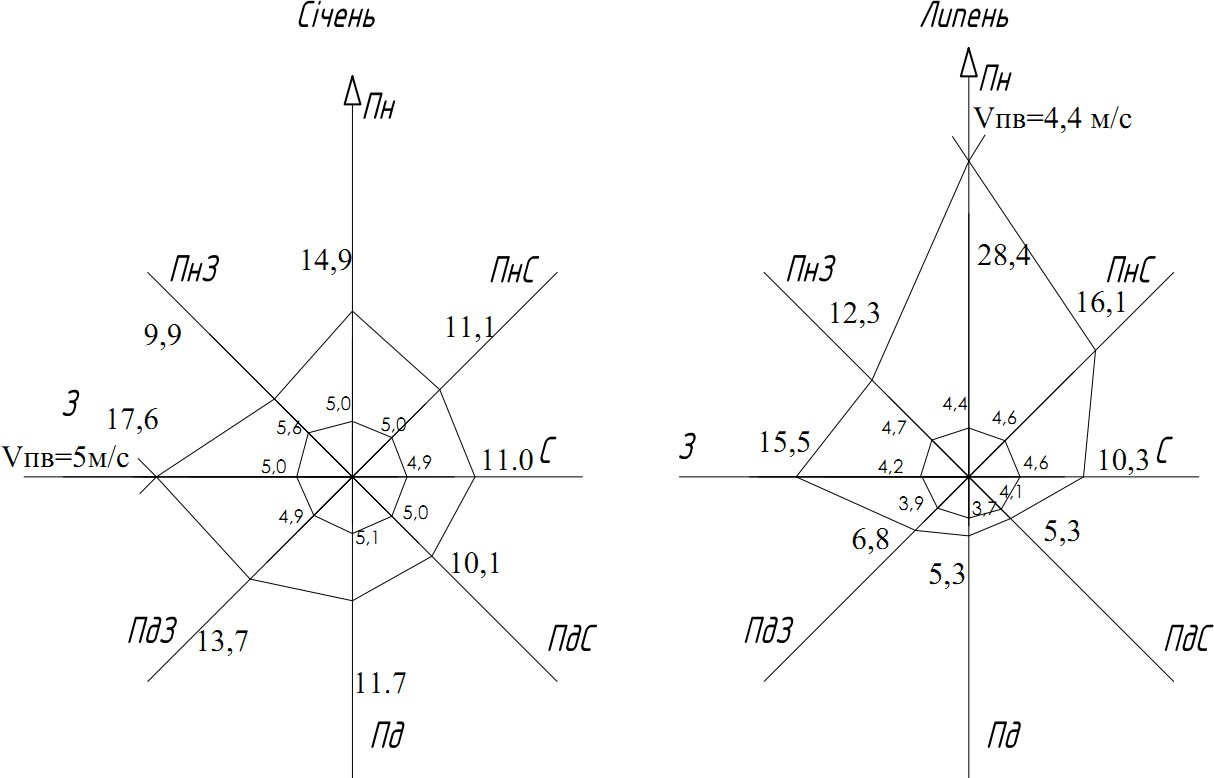 Січень
Пн
14,9
ПнЗ
ПнС
9,9
11,1
З
17,6
Vпв=5м/с
5,0
5,6
5,0
5,0
4,9
11.0
С
4,9
5,0
5,1
10,1
ПдЗ
13,7
ПдС
11.7
Пд
Липень
Пн
Vпв=4,4 м/с
28,4
ПнЗ
ПнС
12,3
16,1
4,4
4,7
4,6
З
15,5
4,2
4,6
10,3
С
3,9
3,7
4,1
6,8
5,3
5,3
ПдЗ
ПдС
Пд